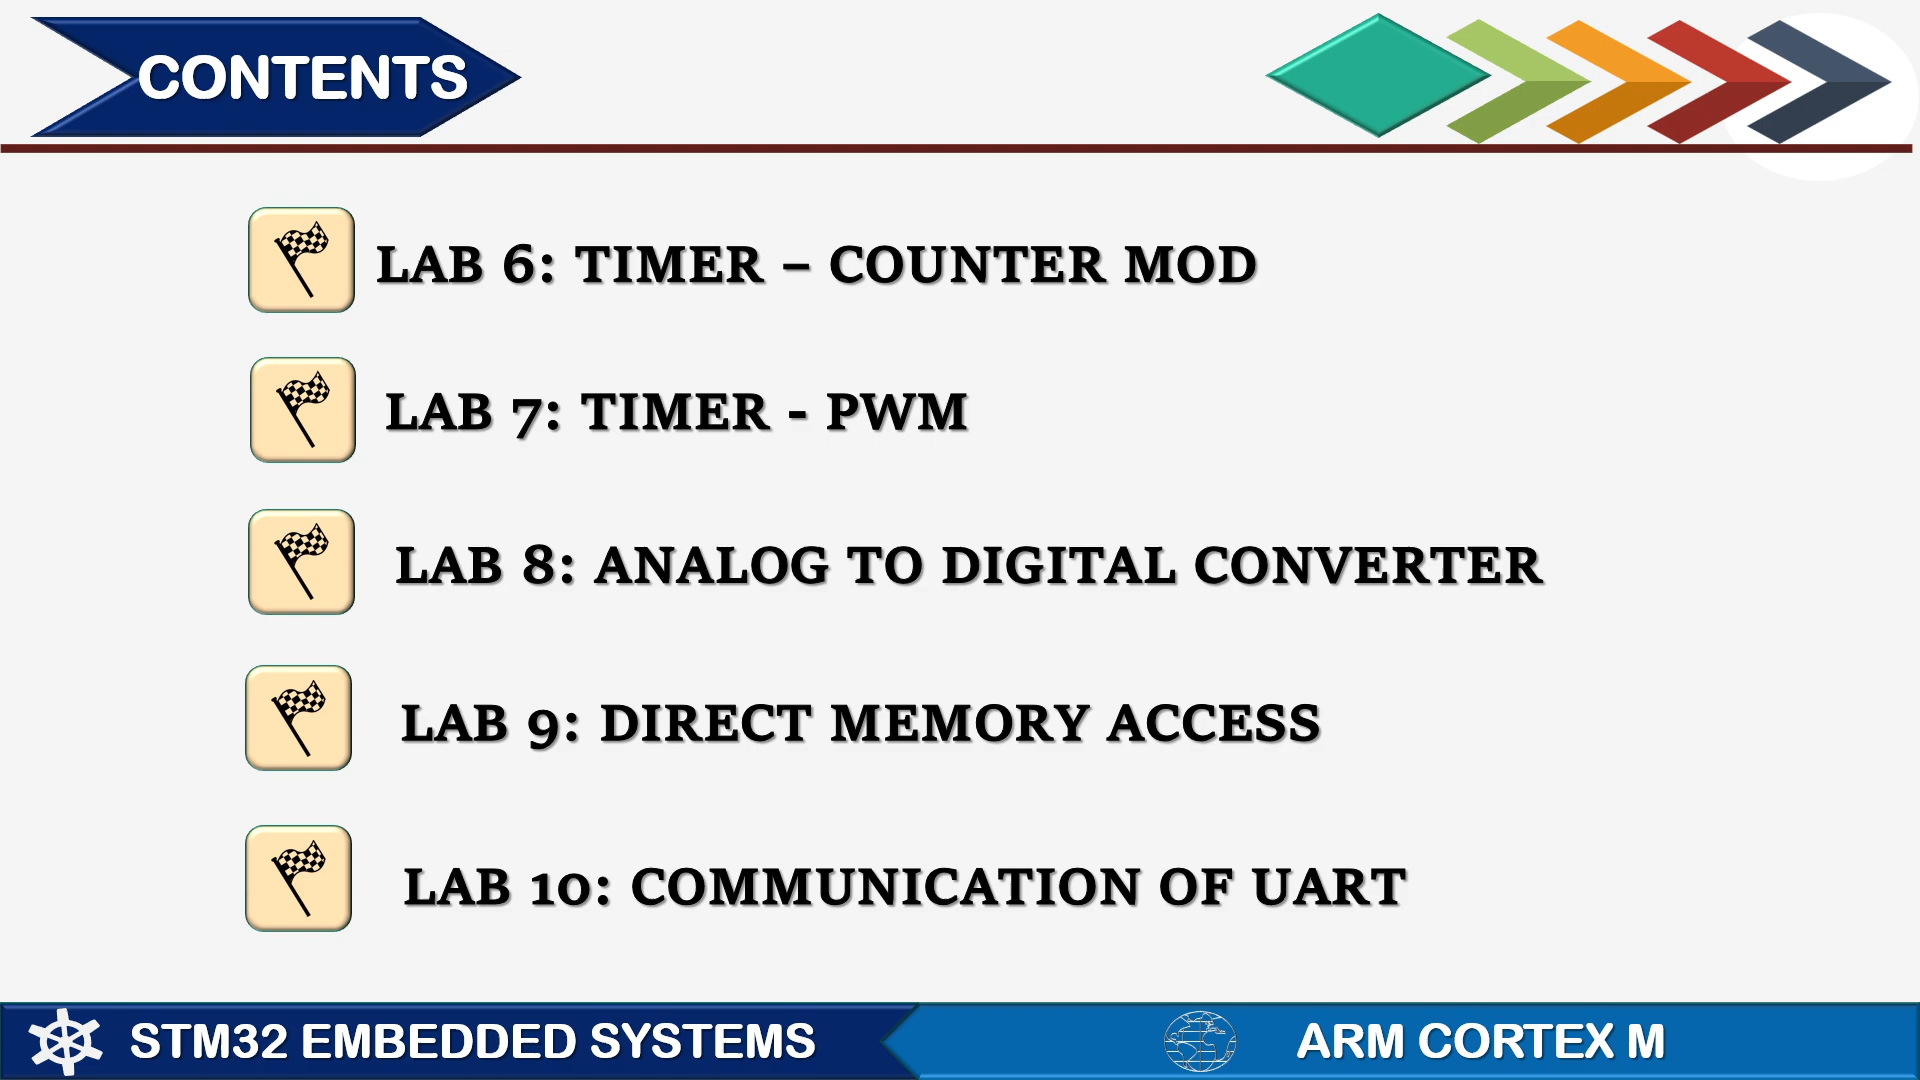 CONTENTS
LAB 6: TIMER – COUNTER MOD
LAB 7: TIMER - PWM
LAB 8: ANALOG TO DIGITAL CONVERTER
LAB 9: DIRECT MEMORY ACCESS
LAB 10: COMMUNICATION OF UART
STM32 EMBEDDED SYSTEMS
ARM CORTEX M